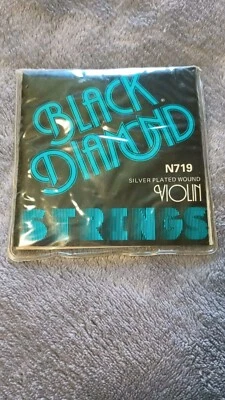 BLACK
DIAMOND
N719
SILVER PLATED WOUND
VIOLIN
STRINGS